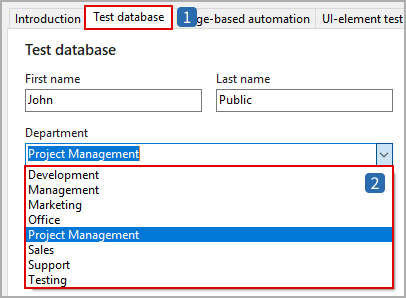 Introduction Test database 1 ge-based automation UI-element test
Test database
First name Last name
John Public
Department
Project Management
Development 2
Management
Marketing
Office
Project Management
Sales
Support
Testing